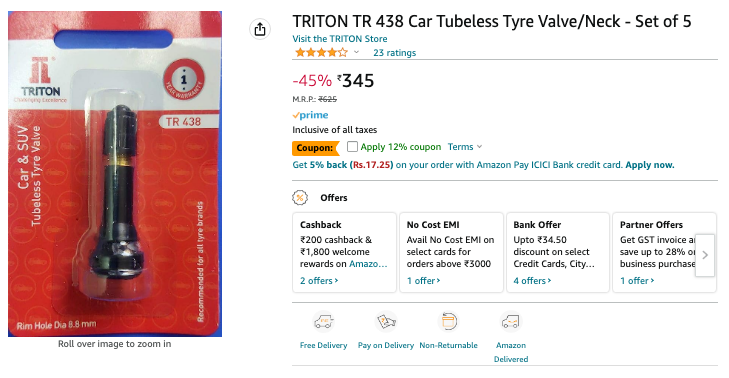 TRITON
Challenging Excellence
1
YEAR WARRANTY
TR 438
Car & SUV
Tubeless Tyre Valve
Recommended for all tyre brands
Rim Hole Dia 8.8 mm
Roll over image to zoom in
TRITON TR 438 Car Tubeless Tyre Valve/Neck - Set of 5
Visit the TRITON Store
23 ratings
-45% ₹345
M.R.P.: ₹625
prime
Inclusive of all taxes
Coupon: Apply 12% coupon Terms
Get 5% back (Rs.17.25) on your order with Amazon Pay ICICI Bank credit card. Apply now.
Offers
Cashback
₹200 cashback &
₹1,800 welcome
rewards on Amazo...
2 offers
No Cost EMI
Avail No Cost EMI on
select cards for
orders above ₹3000
1 offer
Bank Offer
Upto ₹34.50
discount on select
Credit Cards, City...
4 offers
Partner Offers
Get GST invoice
save up to 28% o
business purchase
1 offer
Free Delivery
Pay on Delivery
Non-Returnable
Amazon
Delivered